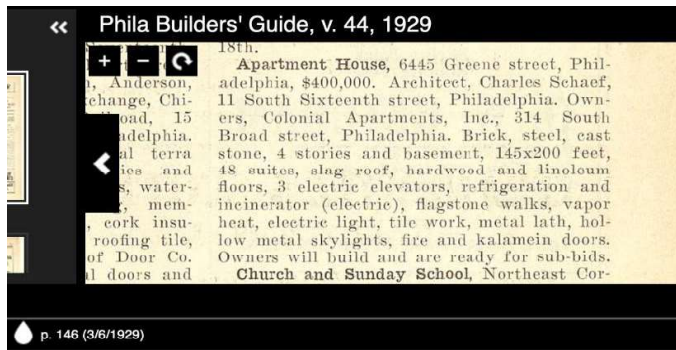 Phila Builders' Guide, v. 44, 1929
Anderson,
change, Chi-
road, 15
adelphia.
al terra
and
s, water-
mem-
, cork insu-
roofing tile,
of Door Co.
doors and
18th.
Apartment House, 6445 Greene street, Phil-
adelphia, $400,000. Architect, Charles Schaef,
11 South Sixteenth street, Philadelphia. Own-
ers, Colonial Apartments, Inc., 314 South
Broad street, Philadelphia. Brick, steel, cast
stone, 4 stories and basement, 145x200 feet,
48 suites, slag roof, hardwood and linoloum
floors, 3 electric elevators, refrigeration and
incinerator (electric), flagstone walks, vapor
heat, electric light, tile work, metal lath, hol-
low metal skylights, fire and kalamein doors.
Owners will build and are ready for sub-bids.
Church and Sunday School, Northeast Cor-
p. 146 (3/6/1929)